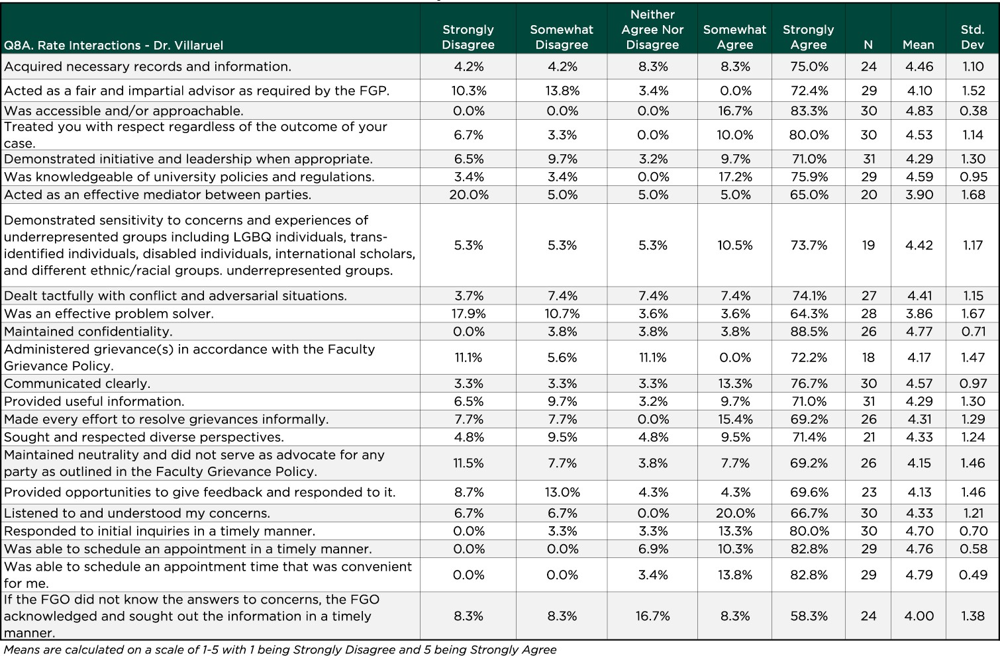 Q8A. Rate Interactions - Dr. Villaruel Strongly Disagree Somewhat Disagree Neither Agree Nor Disagree Somewhat Agree Strongly Agree N Mean Std. Dev
Acquired necessary records and information. 4.2% 4.2% 8.3% 8.3% 75.0% 24 4.46 1.10
Acted as a fair and impartial advisor as required by the FGP. 10.3% 13.8% 3.4% 0.0% 72.4% 29 4.10 1.52
Was accessible and/or approachable. 0.0% 0.0% 0.0% 16.7% 83.3% 30 4.83 0.38
Treated you with respect regardless of the outcome of your
case. 6.7% 3.3% 0.0% 10.0% 80.0% 30 4.53 1.14
Demonstrated initiative and leadership when appropriate. 6.5% 9.7% 3.2% 9.7% 71.0% 31 4.29 1.30
Was knowledgeable of university policies and regulations. 3.4% 3.4% 0.0% 17.2% 75.9% 29 4.59 0.95
Acted as an effective mediator between parties. 20.0% 5.0% 5.0% 5.0% 65.0% 20 3.90 1.68
Demonstrated sensitivity to concerns and experiences of
underrepresented groups including LGBQ individuals, trans-
identified individuals, disabled individuals, international scholars,
and different ethnic/racial groups. underrepresented groups. 5.3% 5.3% 5.3% 10.5% 73.7% 19 4.42 1.17
Dealt tactfully with conflict and adversarial situations. 3.7% 7.4% 7.4% 7.4% 74.1% 27 4.41 1.15
Was an effective problem solver. 17.9% 10.7% 3.6% 3.6% 64.3% 28 3.86 1.67
Maintained confidentiality. 0.0% 3.8% 3.8% 3.8% 88.5% 26 4.77 0.71
Administered grievance(s) in accordance with the Faculty
Grievance Policy. 11.1% 5.6% 11.1% 0.0% 72.2% 18 4.17 1.47
Communicated clearly. 3.3% 3.3% 3.3% 13.3% 76.7% 30 4.57 0.97
Provided useful information. 6.5% 9.7% 3.2% 9.7% 71.0% 31 4.29 1.30
Made every effort to resolve grievances informally. 7.7% 7.7% 0.0% 15.4% 69.2% 26 4.31 1.29
Sought and respected diverse perspectives. 4.8% 9.5% 4.8% 9.5% 71.4% 21 4.33 1.24
Maintained neutrality and did not serve as advocate for any
party as outlined in the Faculty Grievance Policy. 11.5% 7.7% 3.8% 7.7% 69.2% 26 4.15 1.46
Provided opportunities to give feedback and responded to it. 8.7% 13.0% 4.3% 4.3% 69.6% 23 4.13 1.46
Listened to and understood my concerns. 6.7% 6.7% 0.0% 20.0% 66.7% 30 4.33 1.21
Responded to initial inquiries in a timely manner. 0.0% 3.3% 3.3% 13.3% 80.0% 30 4.70 0.70
Was able to schedule an appointment in a timely manner. 0.0% 0.0% 6.9% 10.3% 82.8% 29 4.76 0.58
Was able to schedule an appointment time that was convenient
for me. 0.0% 0.0% 3.4% 13.8% 82.8% 29 4.79 0.49
If the FGO did not know the answers to concerns, the FGO
acknowledged and sought out the information in a timely
manner. 8.3% 8.3% 16.7% 8.3% 58.3% 24 4.00 1.38
Means are calculated on a scale of 1-5 with 1 being Strongly Disagree and 5 being Strongly Agree